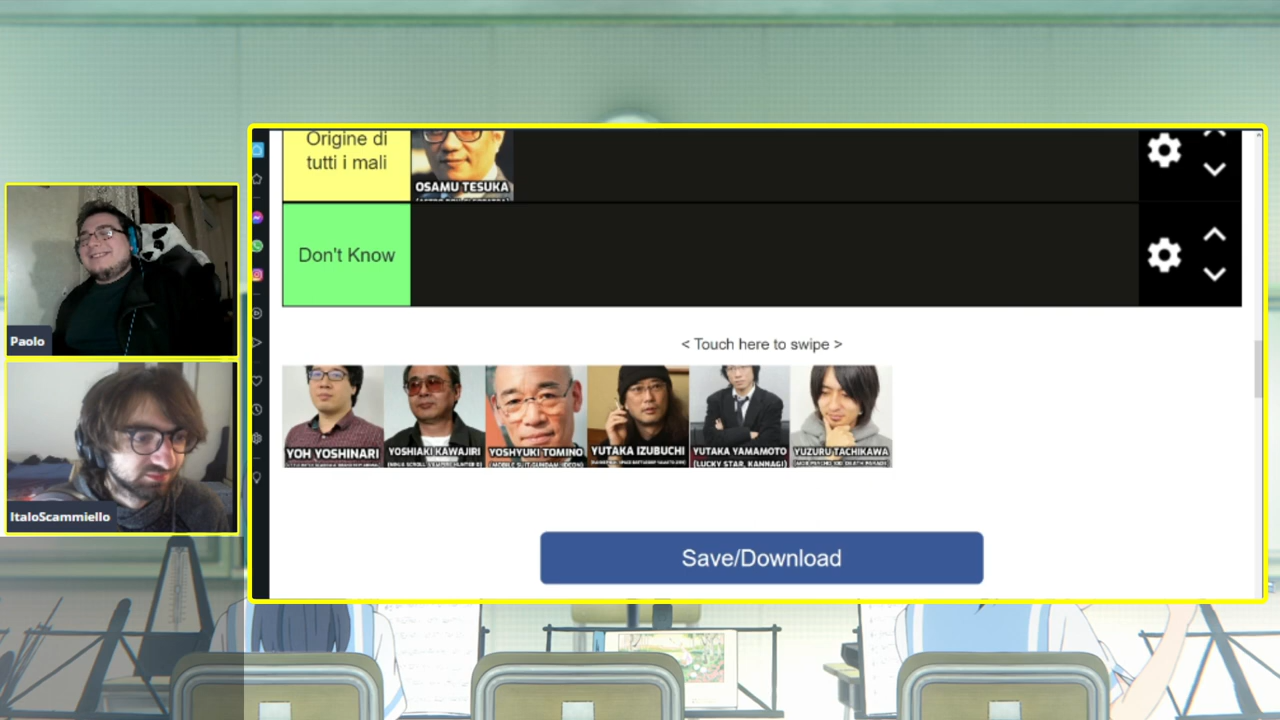 Origine di
tutti i mali
OSAMU TESUKA
Don't Know
< Touch here to swipe >
YOH YOSHINARI
YOSHIAKI KAWAJIRI
YOSHYUKI TOMINO
YUTAKA IZUBUCHI
YUTAKA YAMAMOTO
(LUCKY STAR, KANNAGI)
YUZURU TACHIKAWA
Save/Download
Paolo
ItaloScammiello